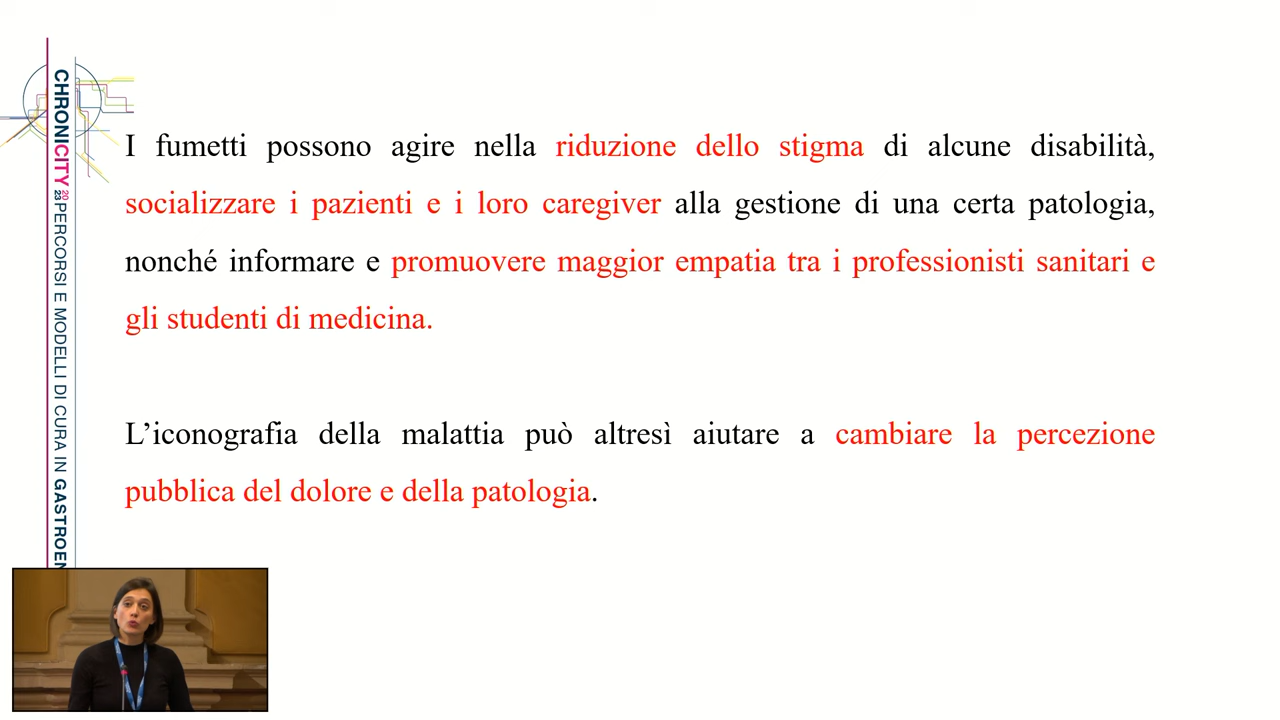 CHRONICITY 2023 PERCORSI E MODELLI DI CURA IN GASTROEN
I fumetti possono agire nella riduzione dello stigma di alcune disabilità,
socializzare i pazienti e i loro caregiver alla gestione di una certa patologia,
nonché informare e promuovere maggior empatia tra i professionisti sanitari e
gli studenti di medicina.
L’iconografia della malattia può altresì aiutare a cambiare la percezione
pubblica del dolore e della patologia.